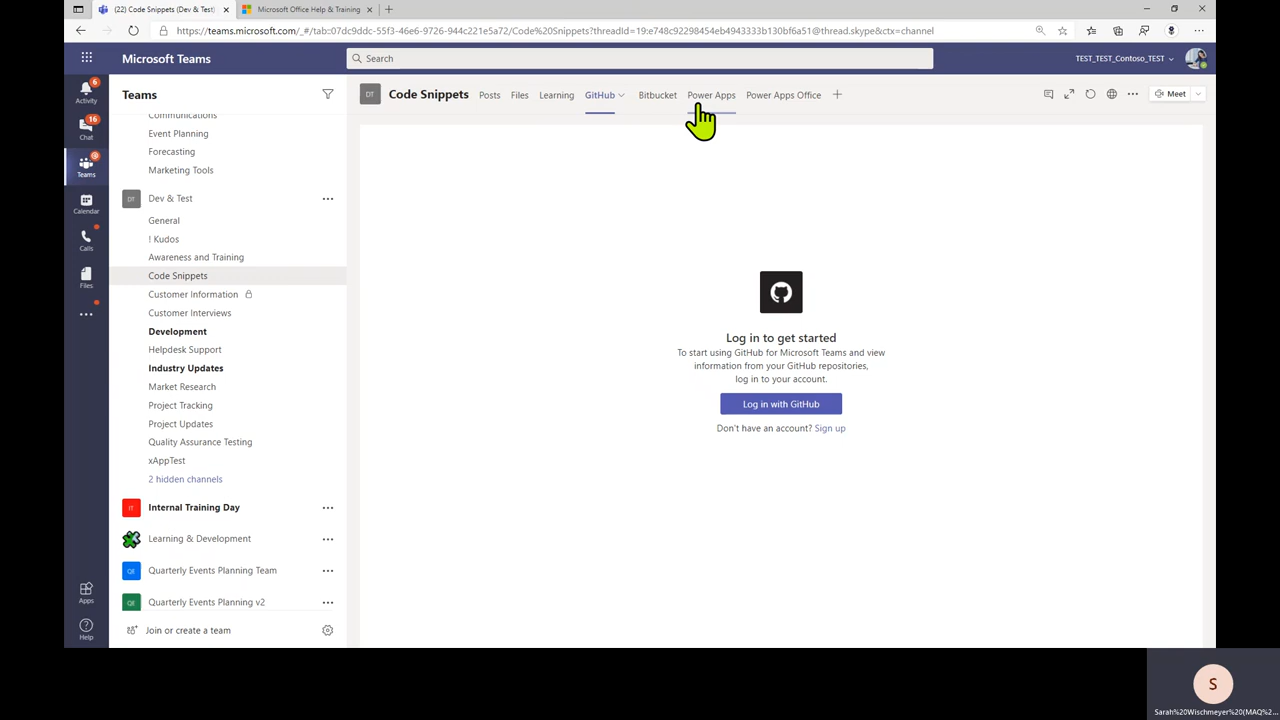 (22) Code Snippets (Dev & Test)
Microsoft Office Help & Training
https://teams.microsoft.com/_#/tab:07dc9ddc-55f3-46e6-9726-944c221e5a72/Code%20Snippets?threadId=19:e748c92298454eb4943333b130bf6a51@thread.skype&ctx=channel
Microsoft Teams
Search
TEST_TEST_Contoso_TEST
Activity
6
Chat
16
Teams
Calendar
Calls
Files
Apps
Help
Teams
Communications
Event Planning
Forecasting
Marketing Tools
DT Dev & Test
General
! Kudos
Awareness and Training
Code Snippets
Customer Information
Customer Interviews
Development
Helpdesk Support
Industry Updates
Market Research
Project Tracking
Project Updates
Quality Assurance Testing
xAppTest
2 hidden channels
IT Internal Training Day
Learning & Development
QE Quarterly Events Planning Team
QE Quarterly Events Planning v2
Join or create a team
DT Code Snippets Posts Files Learning GitHub Bitbucket Power Apps Power Apps Office
Meet
Log in to get started
To start using GitHub for Microsoft Teams and view
information from your GitHub repositories,
log in to your account.
Log in with GitHub
Don't have an account? Sign up
S
Sarah%20Wischmeyer%20(MAQ%2...